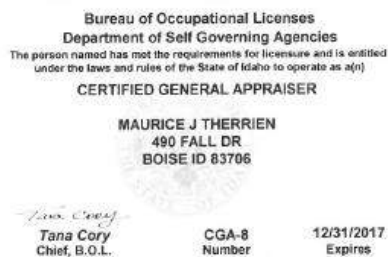 Bureau of Occupational Licenses
Department of Self Governing Agencies
The person named has met the requirements for licensure and is entitled
under the laws and rules of the State of Idaho to operate as a(n)
CERTIFIED GENERAL APPRAISER
MAURICE J THERRIEN
490 FALL DR
BOISE ID 83706
Tana Cory
Tana Cory
Chief, B.O.L.
CGA-8
Number
12/31/2017
Expires